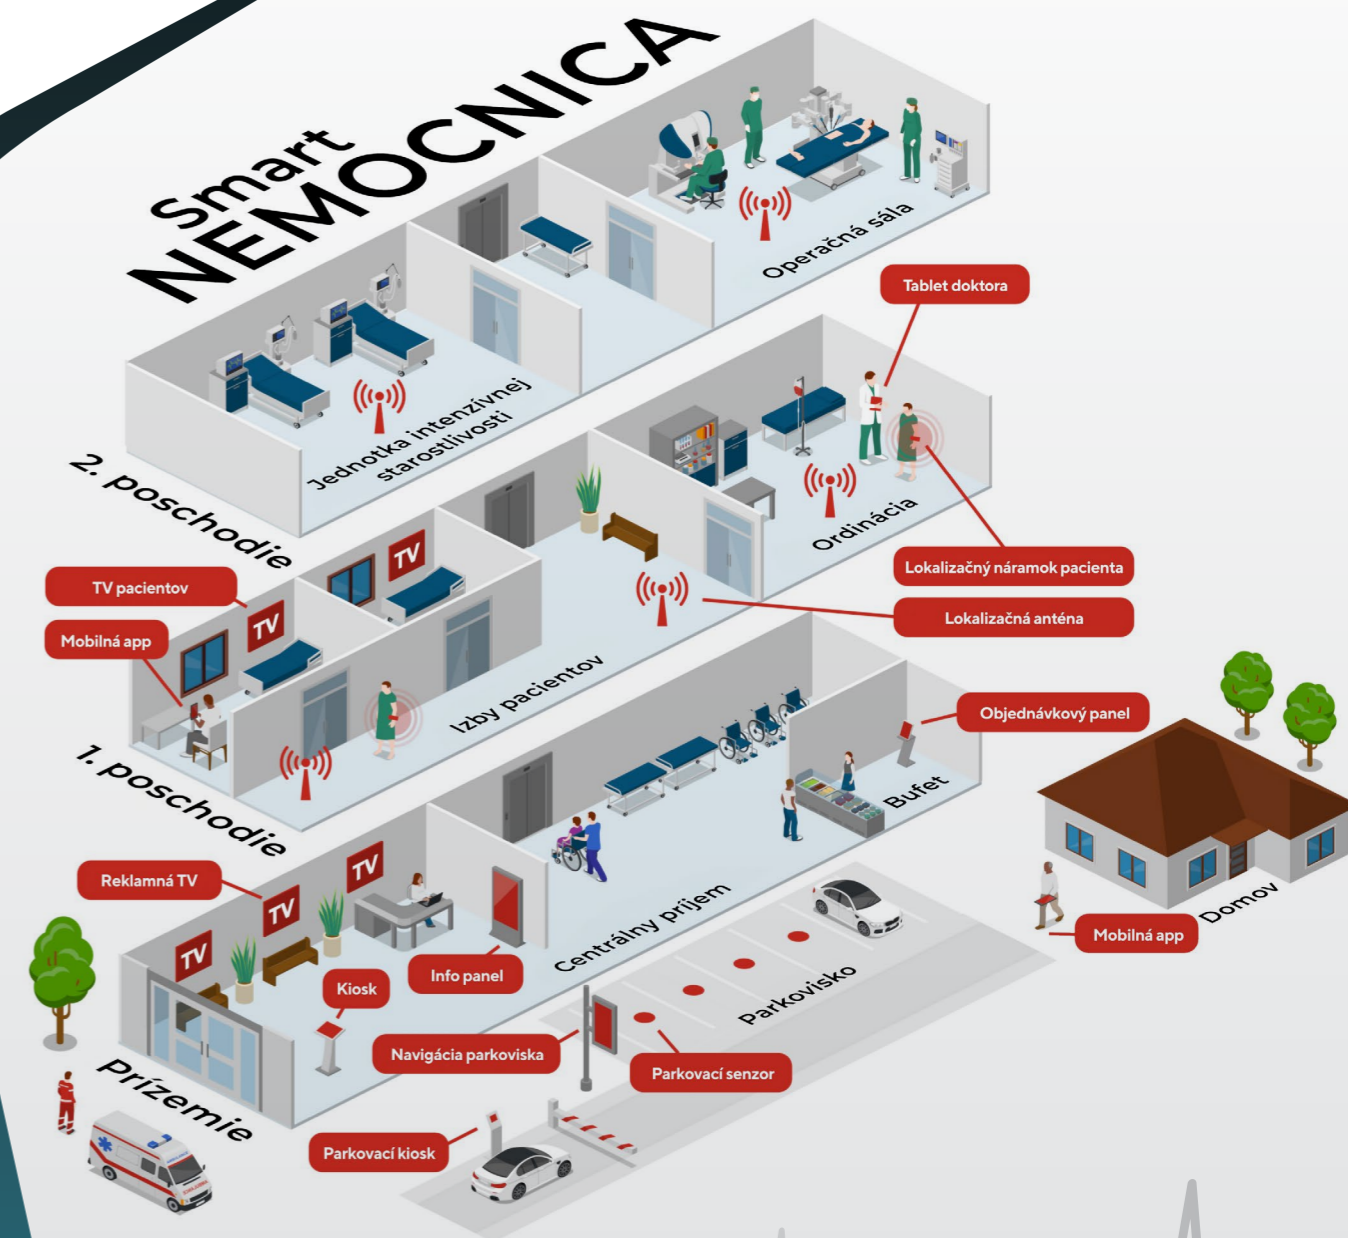 Smart
NEMOCNICA
Operačná sála
Tablet doktora
Jednotka intenzívnej
starostlivosti
2. poschodie
Ordinácia
TV
Lokalizačný náramok pacienta
TV pacientov
TV
Lokalizačná anténa
Mobilná app
Izby pacientov
1. poschodie
Objednávkový panel
Bufet
Reklamná TV
TV
TV
TV
Centrálny príjem
Domov
Mobilná app
Info panel
Kiosk
Parkovisko
Navigácia parkoviska
Parkovací senzor
Prízemie
Parkovací kiosk